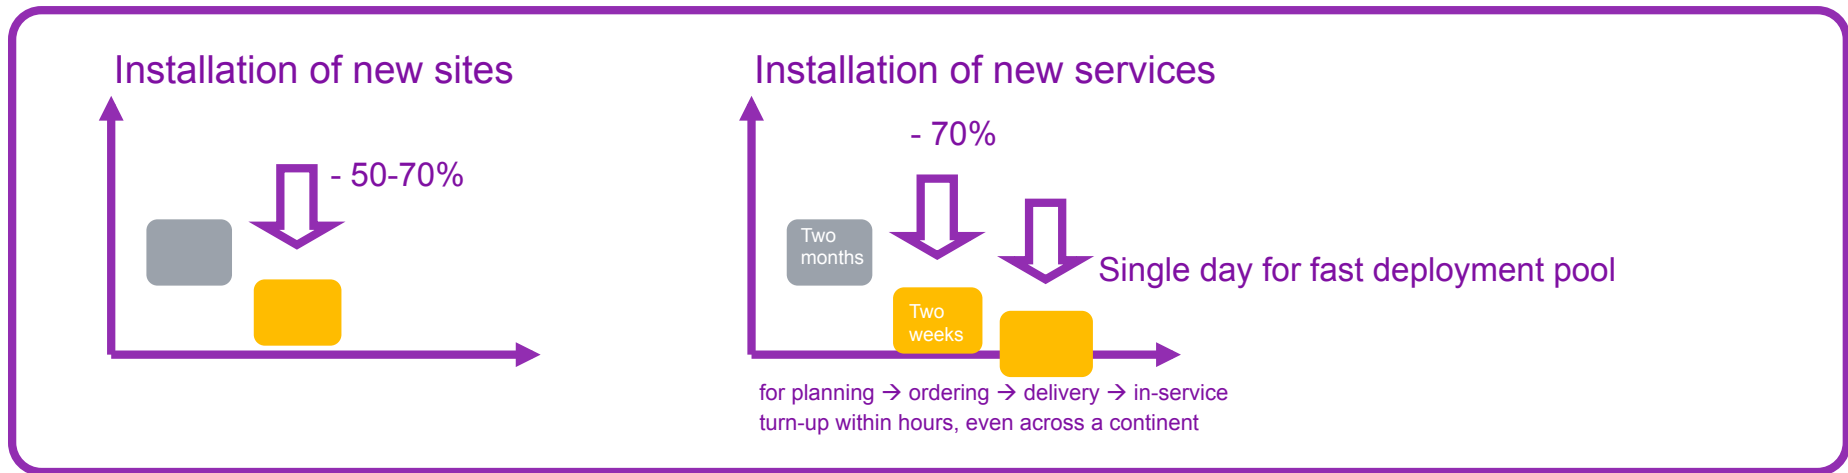 Installation of new sites
- 50-70%
Installation of new services
- 70%
Two
months
Single day for fast deployment pool
Two
weeks
for planning → ordering → delivery → in-service
turn-up within hours, even across a continent